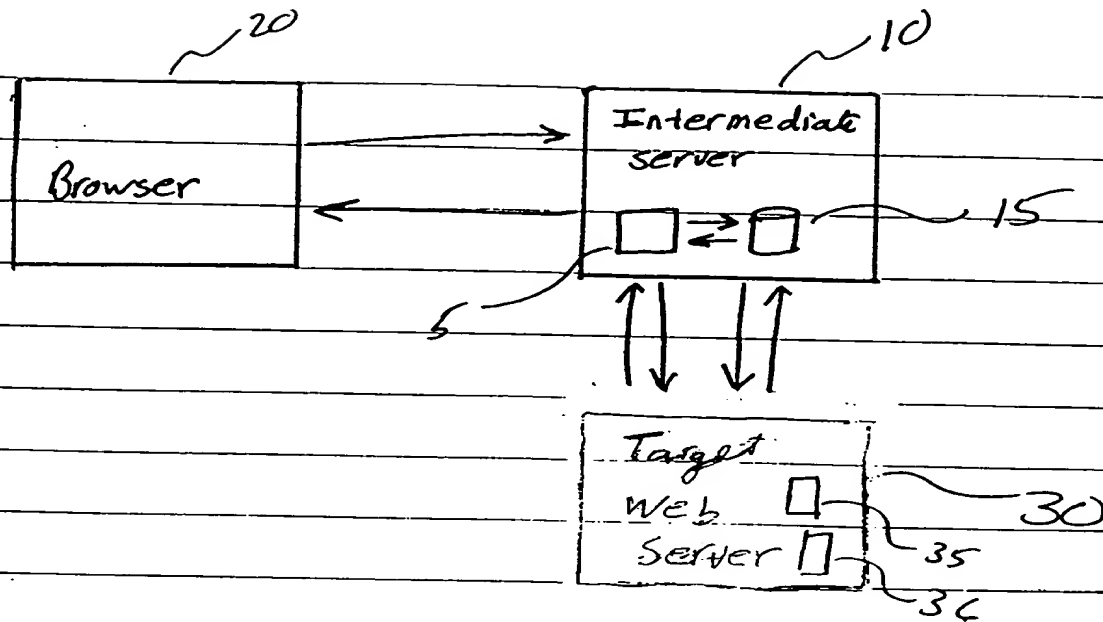 20
10
Browser
Intermediate
server
15
5
Target
Web
Server
30
35
36